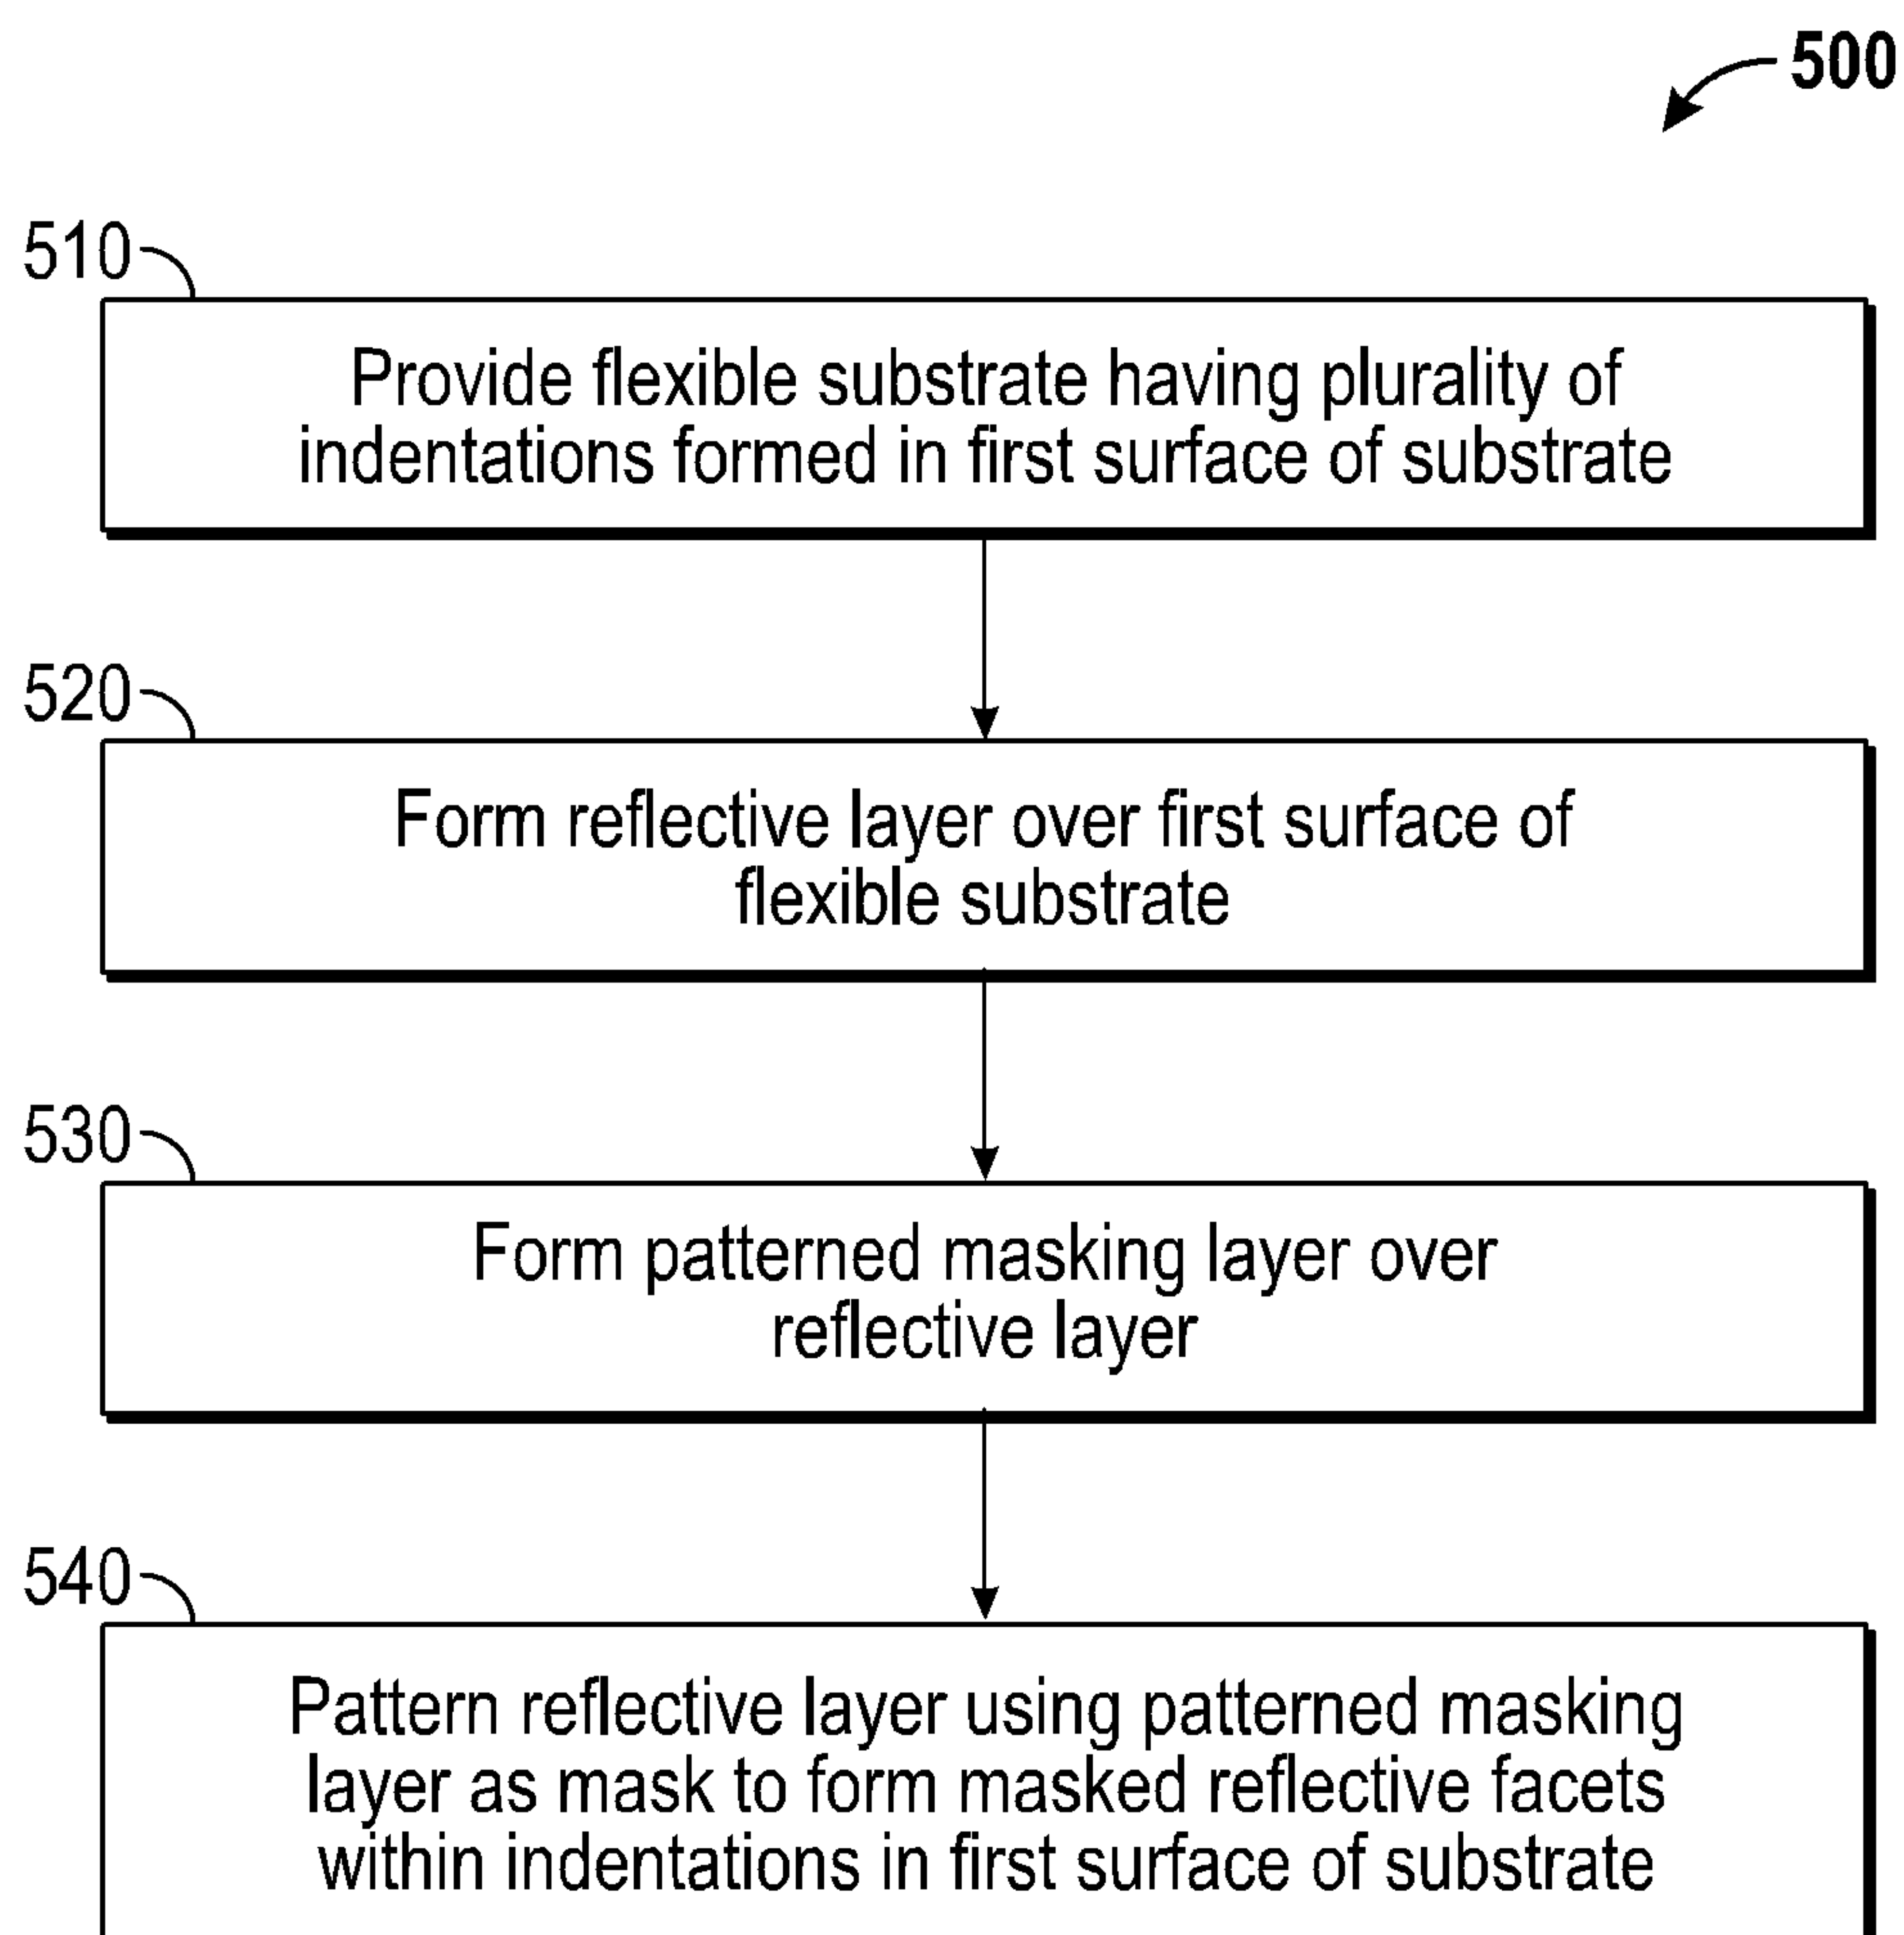 500
510
Provide flexible substrate having plurality of
indentations formed in first surface of substrate
520
Form reflective layer over first surface of
flexible substrate
530
Form patterned masking layer over
reflective layer
540
Pattern reflective layer using patterned masking
layer as mask to form masked reflective facets
within indentations in first surface of substrate